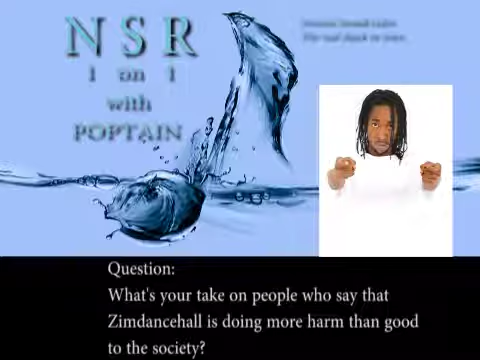 N S R
1 on 1
with
POPTAIN
Question:
What's your take on people who say that
Zimdancehall is doing more harm than good
to the society?